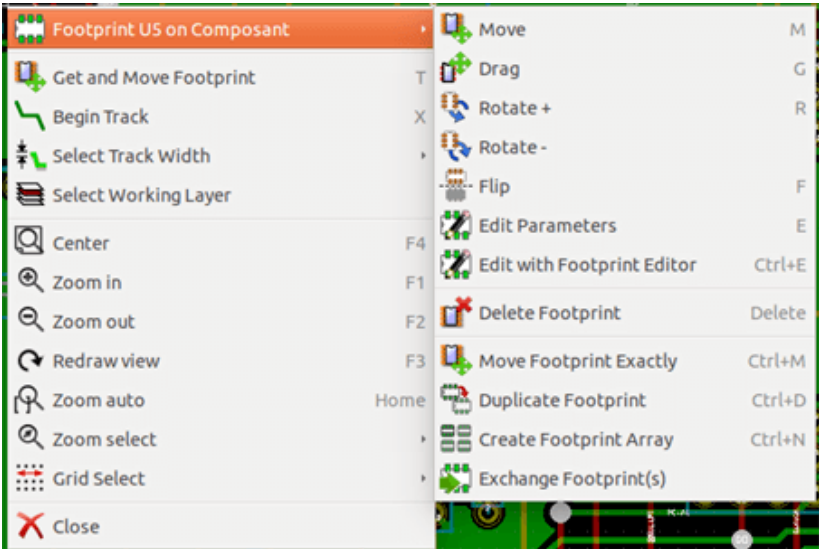 Footprint U5 on Composant
Get and Move Footprint T
Begin Track X
Select Track Width
Select Working Layer
Center F4
Zoom in F1
Zoom out F2
Redraw view F3
Zoom auto Home
Zoom select
Grid Select
Close
Move M
Drag G
Rotate + R
Rotate -
Flip F
Edit Parameters E
Edit with Footprint Editor Ctrl+E
Delete Footprint Delete
Move Footprint Exactly Ctrl+M
Duplicate Footprint Ctrl+D
Create Footprint Array Ctrl+N
Exchange Footprint(s)